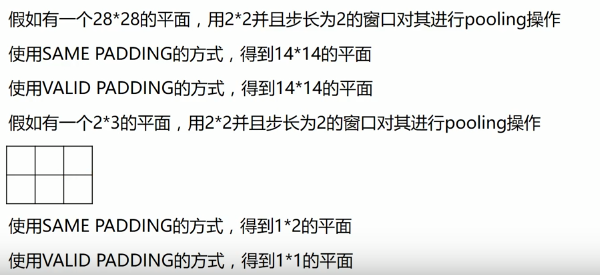 假如有一个28*28的平面，用2*2并且步长为2的窗口对其进行pooling操作
使用SAME PADDING的方式，得到14*14的平面
使用VALID PADDING的方式，得到14*14的平面
假如有一个2*3的平面，用2*2并且步长为2的窗口对其进行pooling操作
使用SAME PADDING的方式，得到1*2的平面
使用VALID PADDING的方式，得到1*1的平面